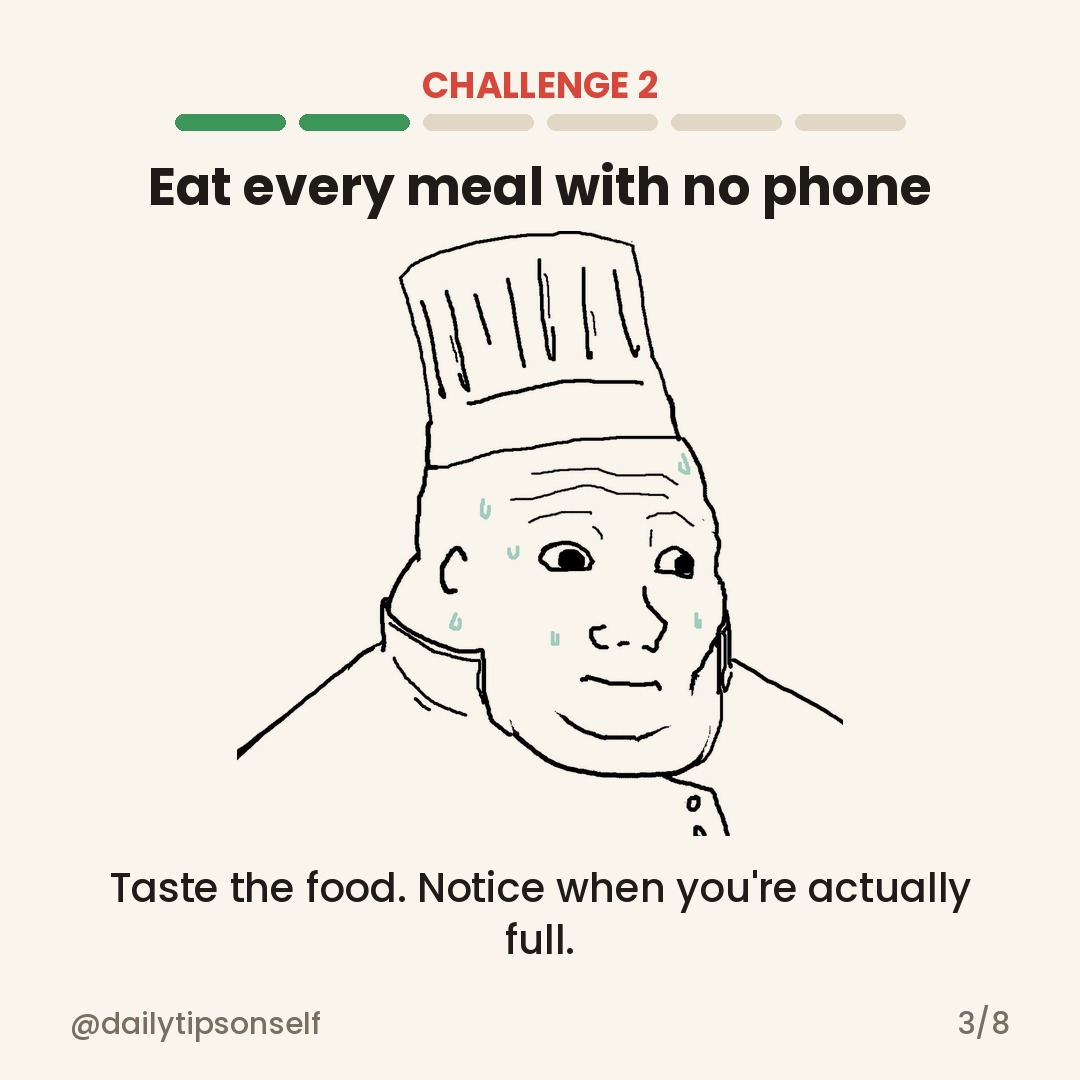 CHALLENGE 2
Eat every meal with no phone
Taste the food. Notice when you're actually
full.
@dailytipsonself
3/8